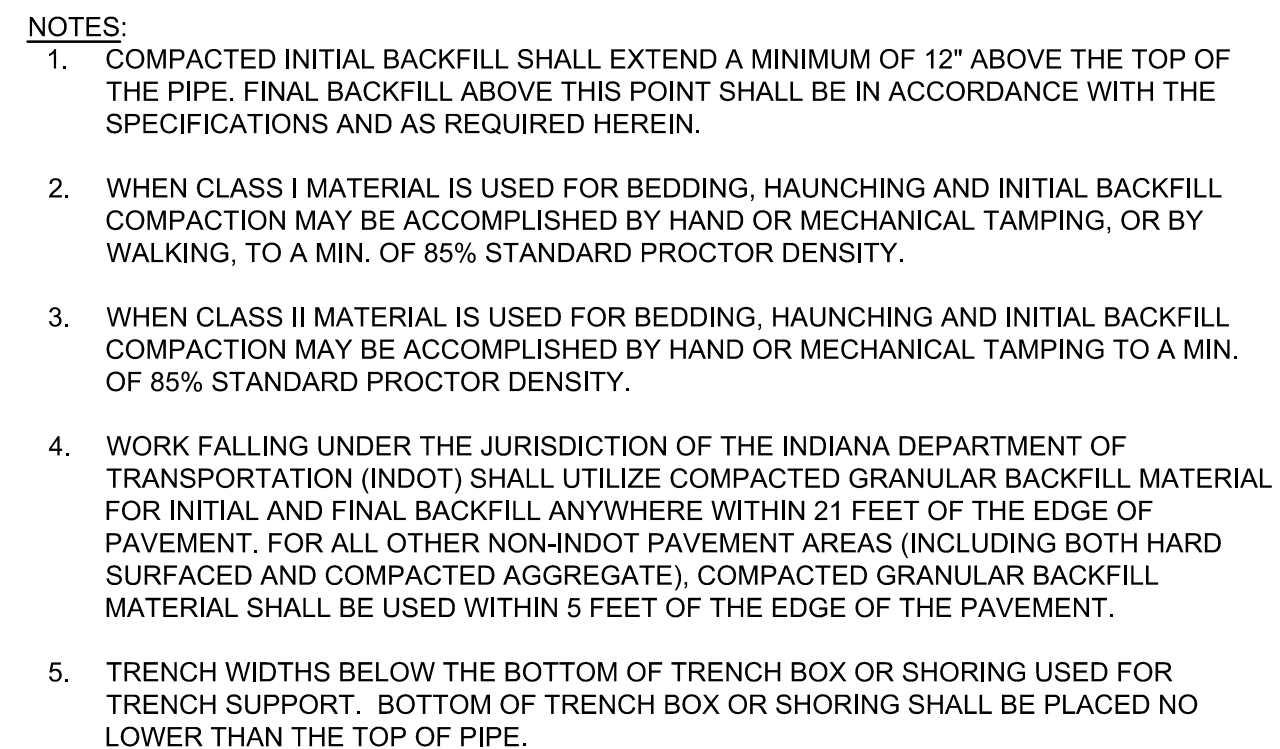 NOTES:
1. COMPACTED INITIAL BACKFILL SHALL EXTEND A MINIMUM OF 12" ABOVE THE TOP OF
THE PIPE. FINAL BACKFILL ABOVE THIS POINT SHALL BE IN ACCORDANCE WITH THE
SPECIFICATIONS AND AS REQUIRED HEREIN.
2. WHEN CLASS I MATERIAL IS USED FOR BEDDING, HAUNCHING AND INITIAL BACKFILL
COMPACTION MAY BE ACCOMPLISHED BY HAND OR MECHANICAL TAMPING, OR BY
WALKING, TO A MIN. OF 85% STANDARD PROCTOR DENSITY.
3. WHEN CLASS II MATERIAL IS USED FOR BEDDING, HAUNCHING AND INITIAL BACKFILL
COMPACTION MAY BE ACCOMPLISHED BY HAND OR MECHANICAL TAMPING TO A MIN.
OF 85% STANDARD PROCTOR DENSITY.
4. WORK FALLING UNDER THE JURISDICTION OF THE INDIANA DEPARTMENT OF
TRANSPORTATION (INDOT) SHALL UTILIZE COMPACTED GRANULAR BACKFILL MATERIAL
FOR INITIAL AND FINAL BACKFILL ANYWHERE WITHIN 21 FEET OF THE EDGE OF
PAVEMENT. FOR ALL OTHER NON-INDOT PAVEMENT AREAS (INCLUDING BOTH HARD
SURFACED AND COMPACTED AGGREGATE), COMPACTED GRANULAR BACKFILL
MATERIAL SHALL BE USED WITHIN 5 FEET OF THE EDGE OF THE PAVEMENT.
5. TRENCH WIDTHS BELOW THE BOTTOM OF TRENCH BOX OR SHORING USED FOR
TRENCH SUPPORT. BOTTOM OF TRENCH BOX OR SHORING SHALL BE PLACED NO
LOWER THAN THE TOP OF PIPE.